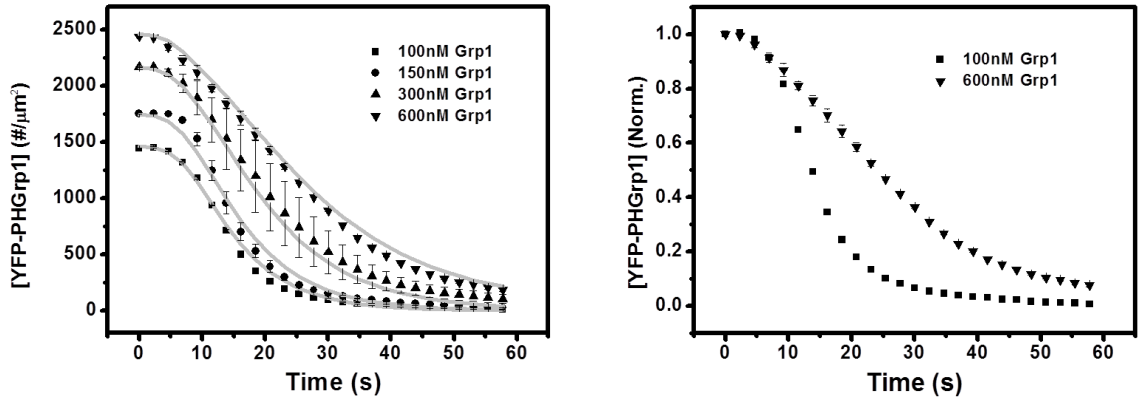 [YFP-PHGrp1] (#/μm²)
2500
2000
1500
1000
500
0
100nM Grp1
150nM Grp1
300nM Grp1
600nM Grp1
0 10 20 30 40 50 60
Time (s)
[YFP-PHGrp1] (Norm.)
1.0
0.8
0.6
0.4
0.2
0.0
100nM Grp1
600nM Grp1
0 10 20 30 40 50 60
Time (s)